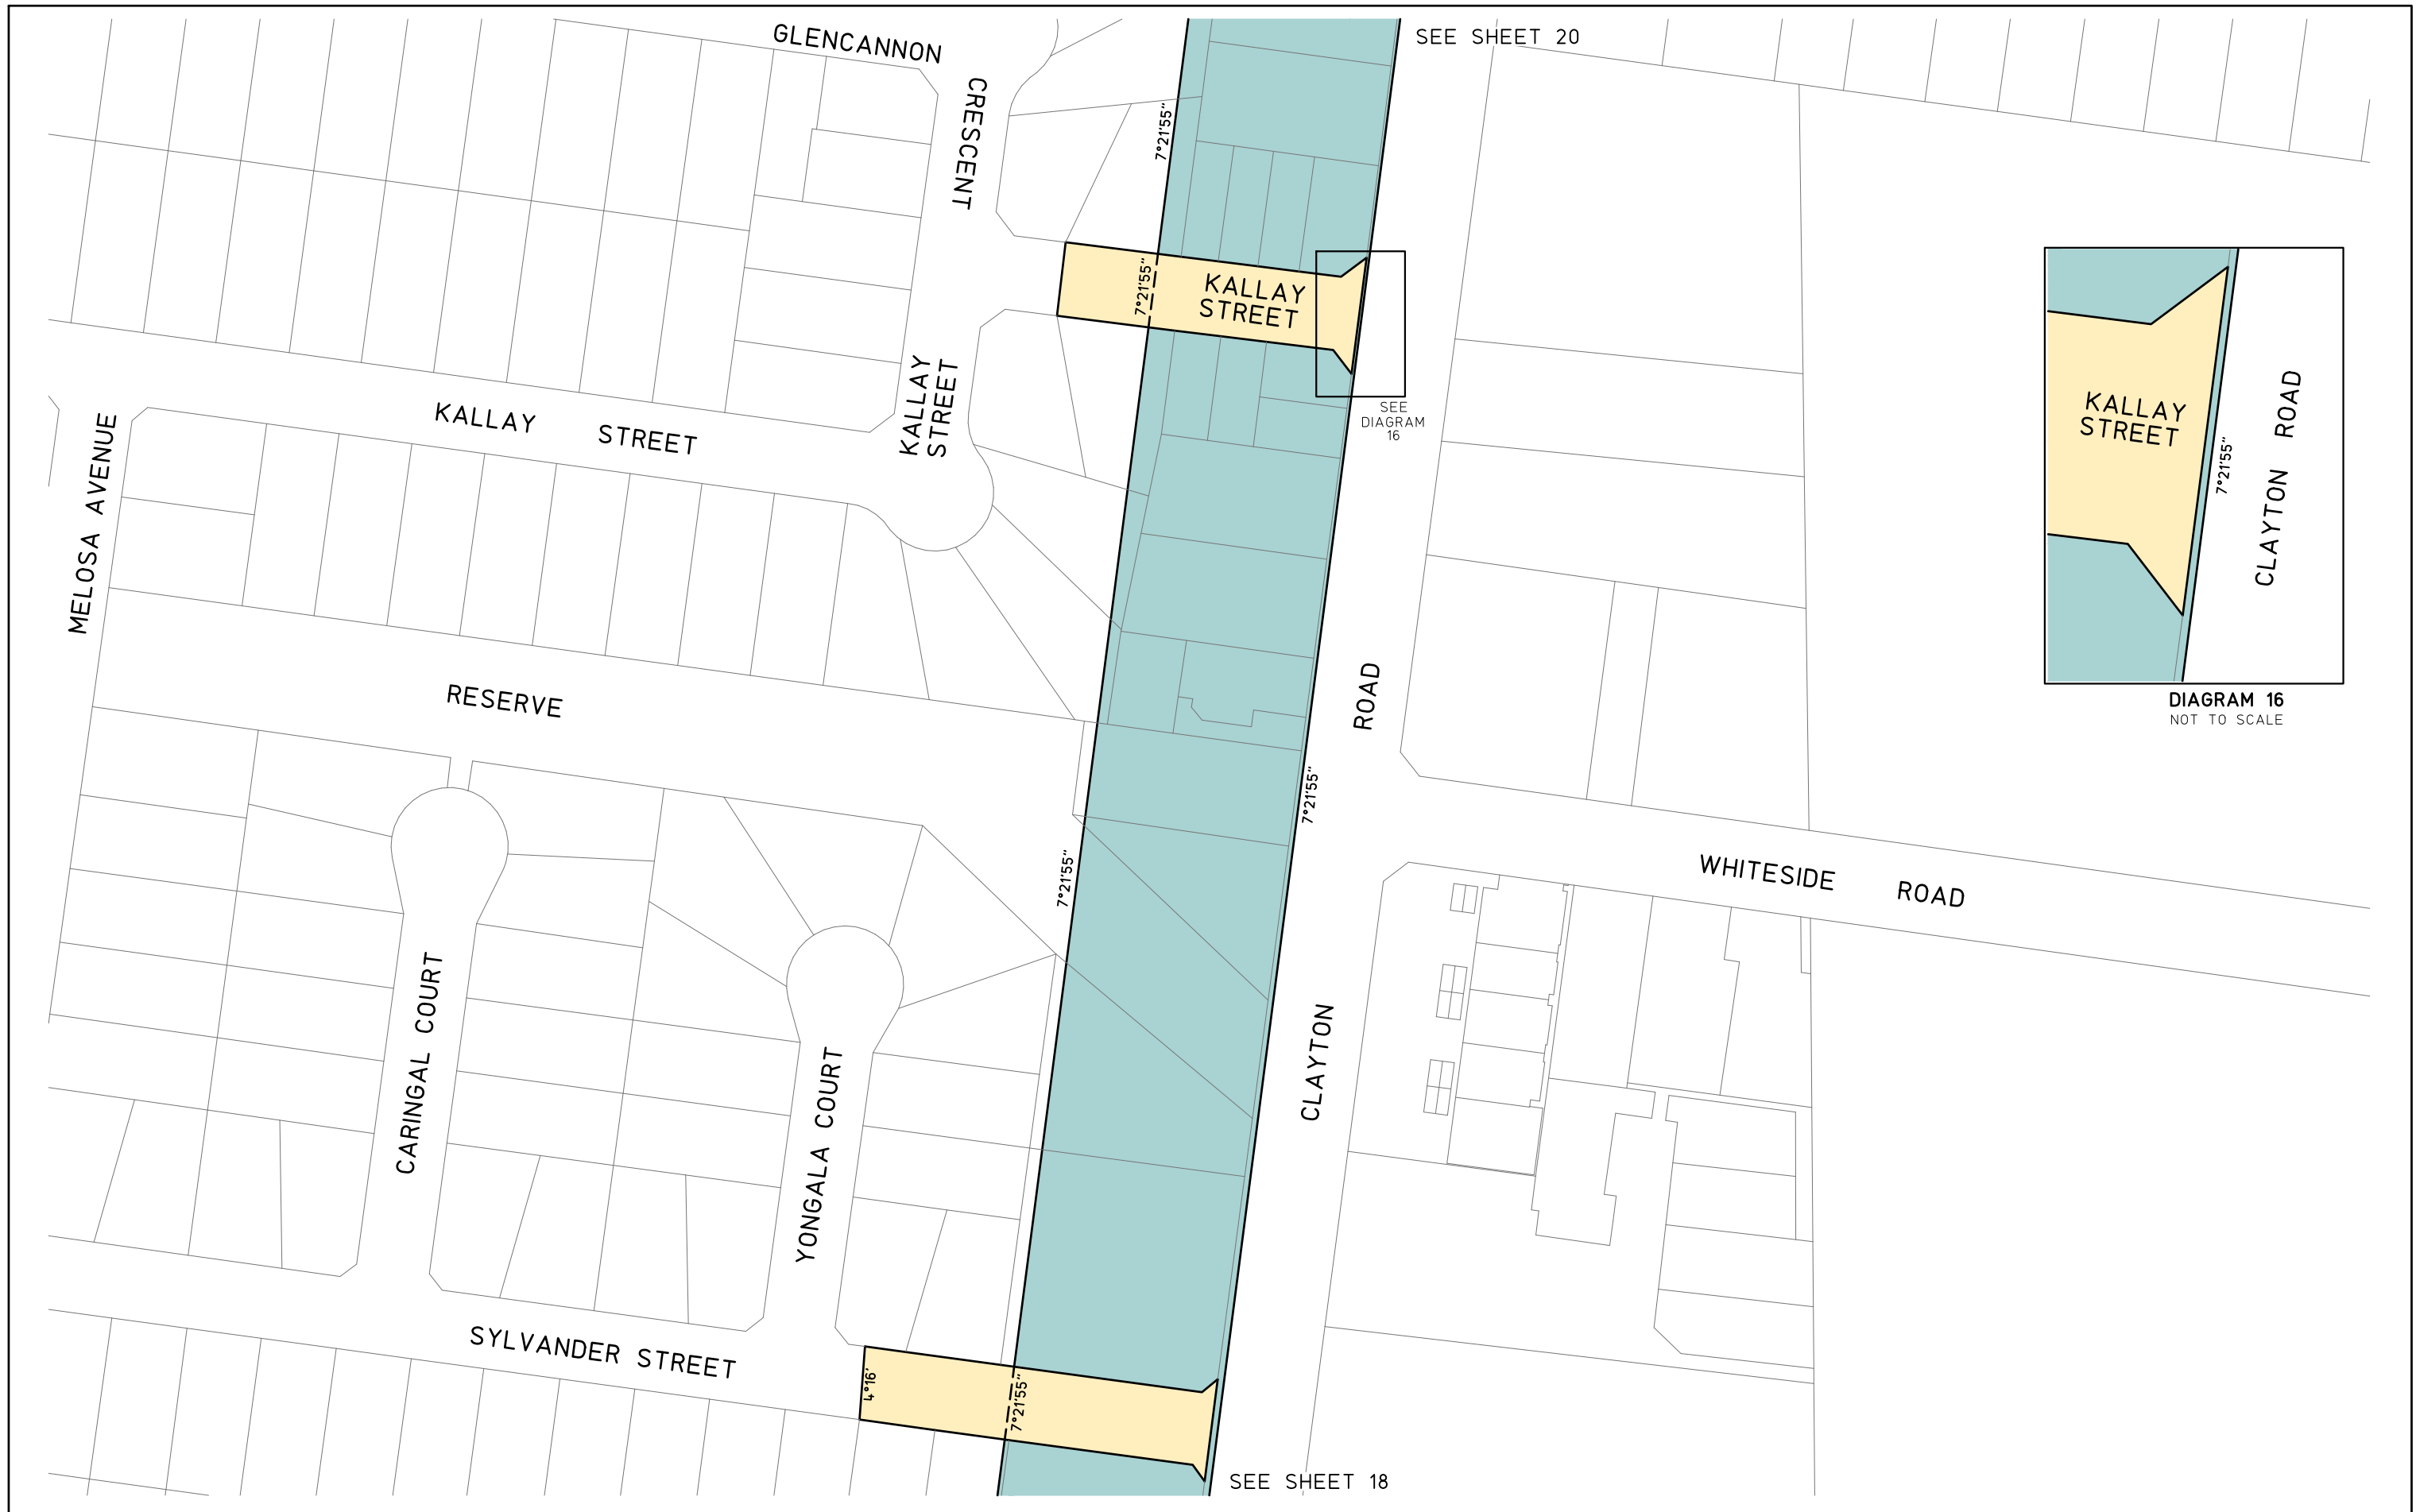 GLENCANNON
CRESCENT
SEE SHEET 20
7°21'55"
7°21'55"
KALLAY
STREET
SEE
DIAGRAM
16
KALLAY
STREET
7°21'55"
CLAYTON ROAD
DIAGRAM 16
NOT TO SCALE
KALLAY STREET
KALLAY
STREET
MELOSA AVENUE
RESERVE
ROAD
7°21'55"
7°21'55"
WHITESIDE ROAD
CARINGAL COURT
YONGALA COURT
CLAYTON
SYLVANDER STREET
4°16'
7°21'55"
SEE SHEET 18